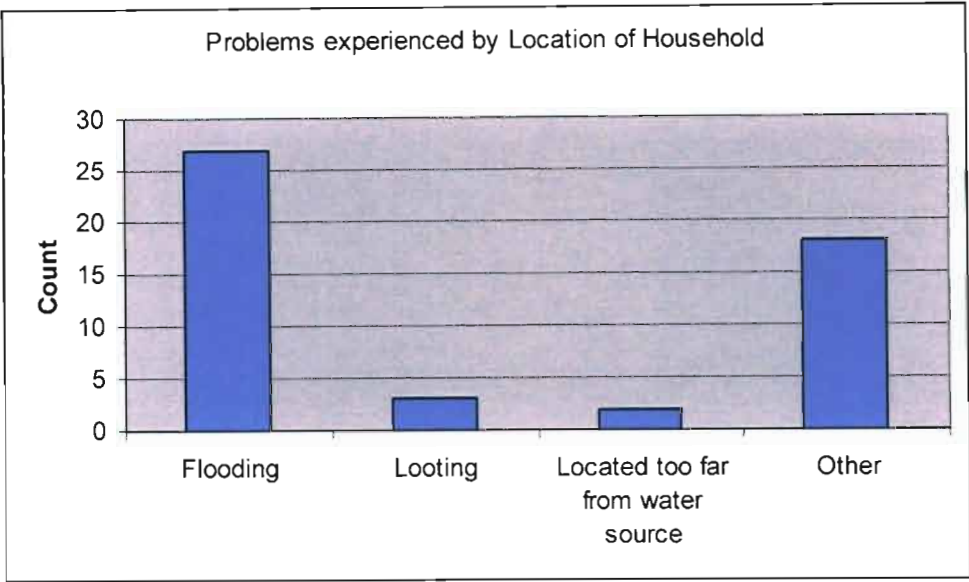 Problems experienced by Location of Household
30
25
20
15
10
5
0
Count
Flooding
Looting
Located too far
from water
source
Other